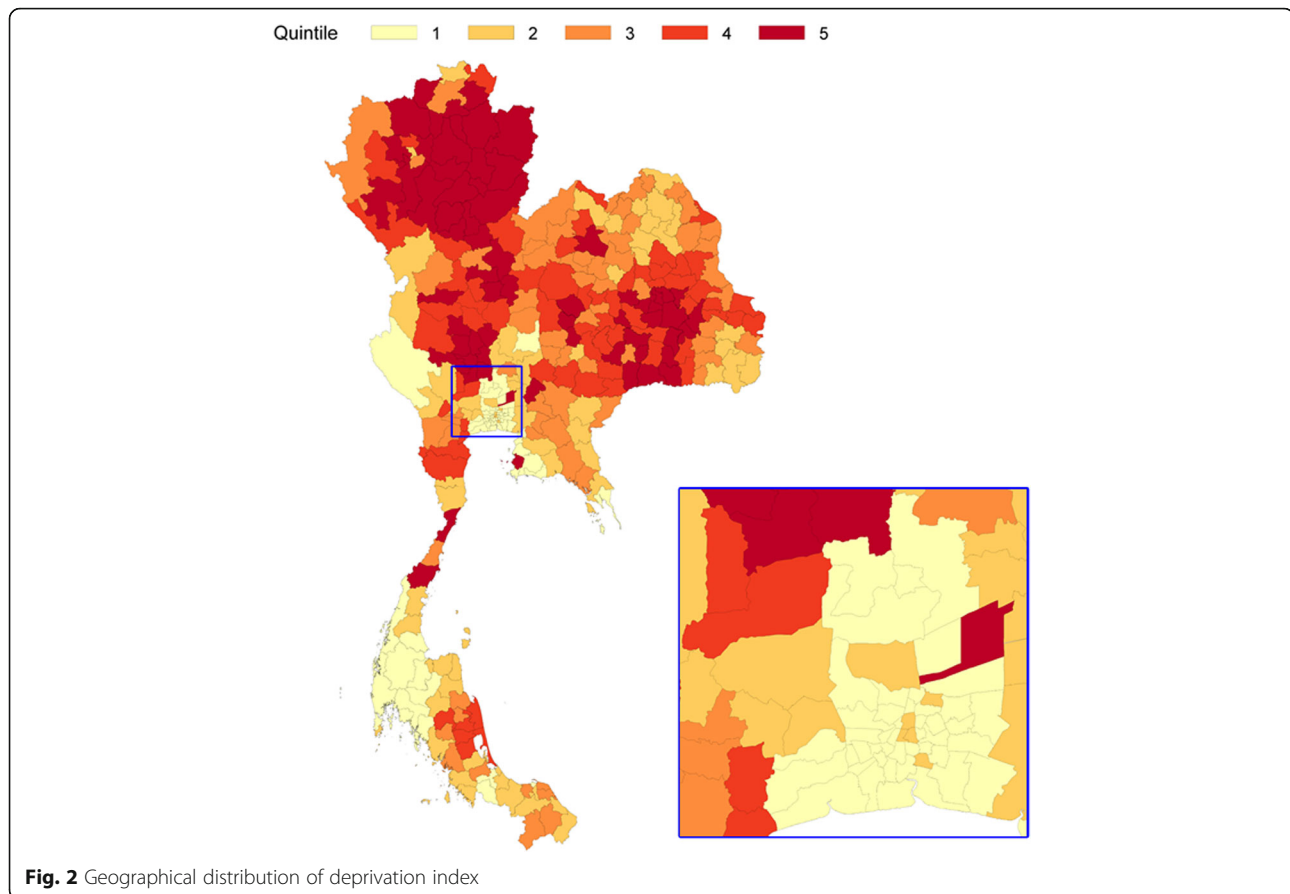 Quintile 1 2 3 4 5
Fig. 2 Geographical distribution of deprivation index